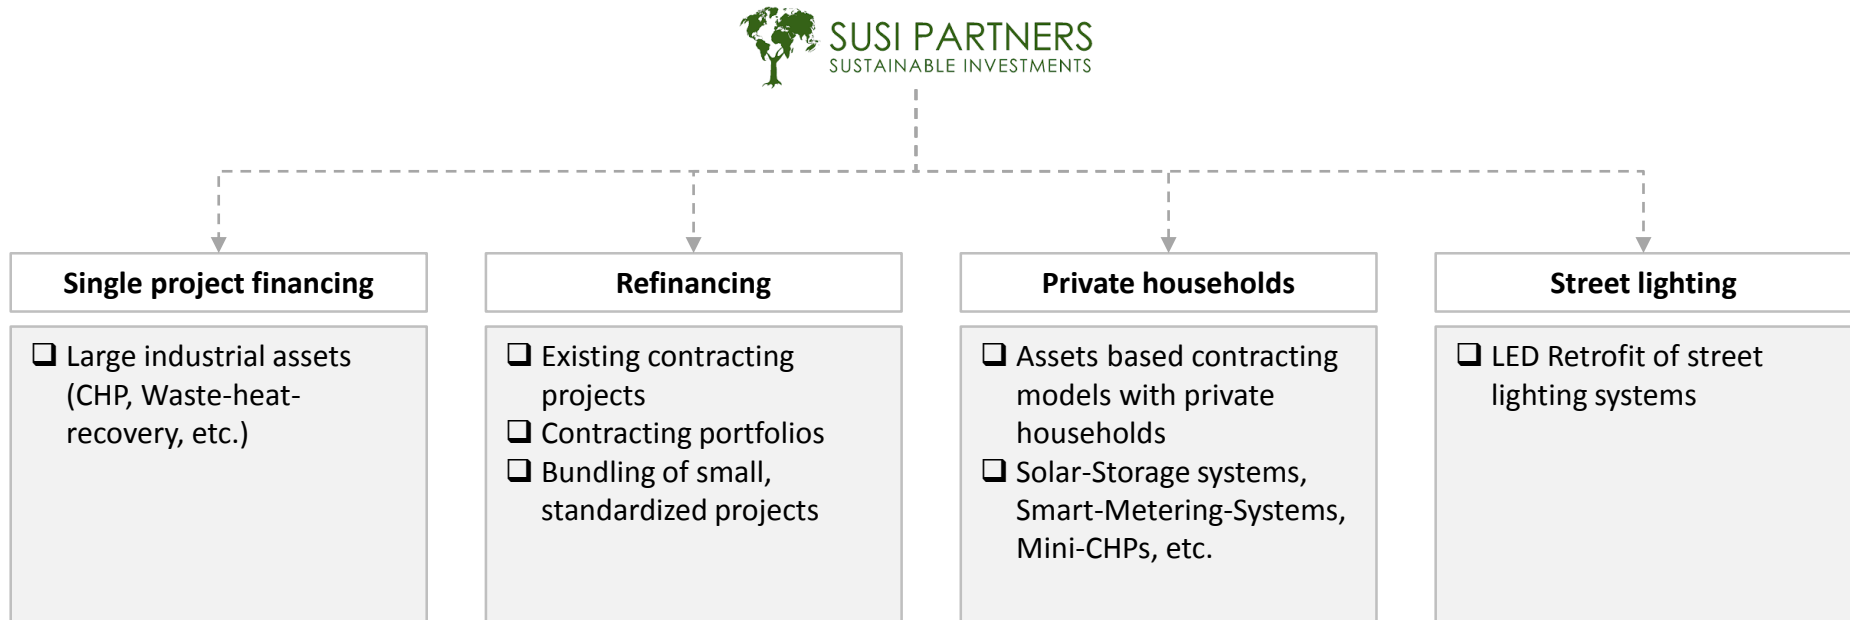 SUSI PARTNERS
SUSTAINABLE INVESTMENTS
Single project financing
❑ Large industrial assets
(CHP, Waste-heat-
recovery, etc.)
Refinancing
❑ Existing contracting
projects
❑ Contracting portfolios
❑ Bundling of small,
standardized projects
Private households
❑ Assets based contracting
models with private
households
❑ Solar-Storage systems,
Smart-Metering-Systems,
Mini-CHPs, etc.
Street lighting
❑ LED Retrofit of street
lighting systems